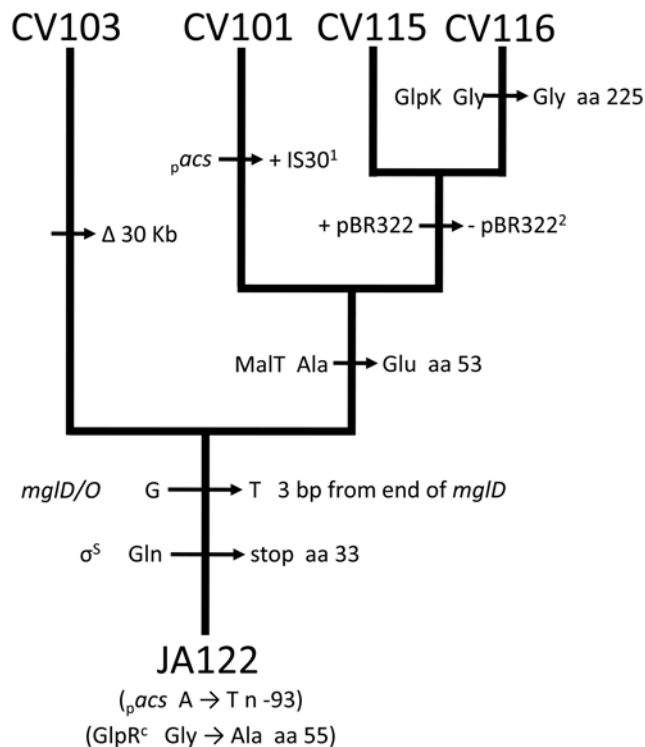 CV103 CV101 CV115 CV116
GlpK Gly → Gly aa 225
pacs → + IS30¹
+ pBR322 → - pBR322²
Δ 30 Kb
MalT Ala → Glu aa 53
mglD/O G → T 3 bp from end of mglD
σˢ Gln → stop aa 33
JA122
(pacs A → T n -93)
(GlpRᶜ Gly → Ala aa 55)